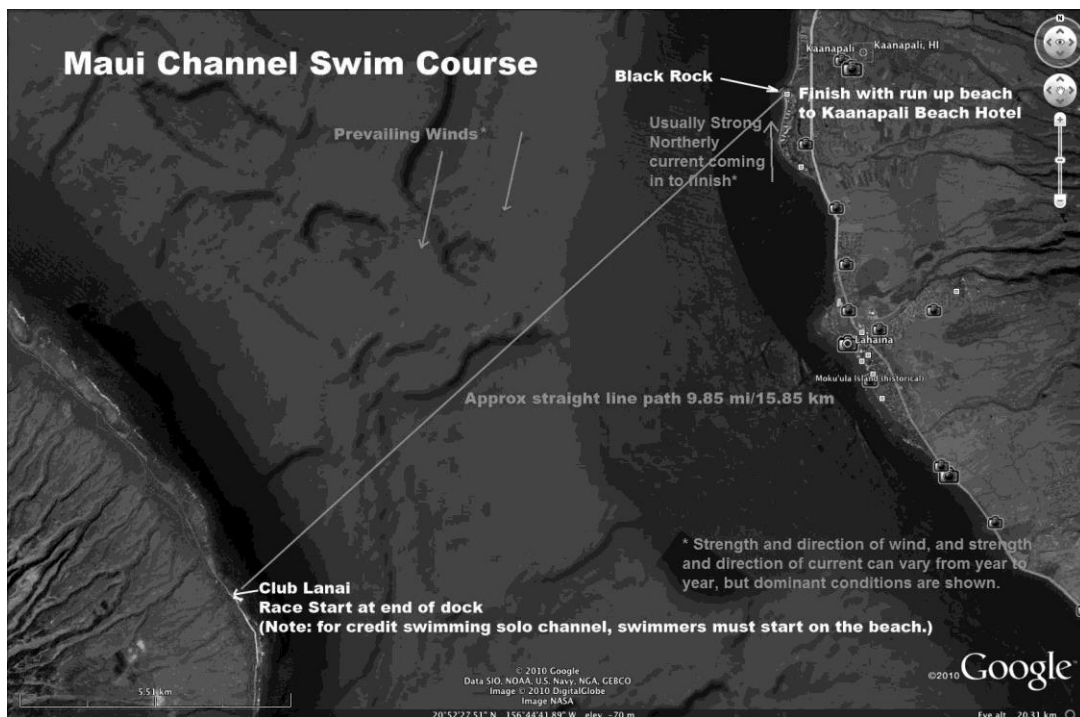 Maui Channel Swim Course
N
Kaanapali
Kaanapali, HI
Black Rock
Finish with run up beach
to Kaanapali Beach Hotel
Prevailing Winds*
Usually Strong
Northerly
current coming
in to finish*
Lahaina
Moku'ula Island (historical)
Approx straight line path 9.85 mi/15.85 km
* Strength and direction of wind, and strength
and direction of current can vary from year to
year, but dominant conditions are shown.
Club Lanai
Race Start at end of dock
(Note: for credit swimming solo channel, swimmers must start on the beach.)
© 2010 Google
Data SIO, NOAA, U.S. Navy, NGA, GEBCO
Image © 2010 DigitalGlobe
Image NASA
©2010 Google
5.51 km
20°52'27.51" N 156°44'41.89" W elev -70 m
Eye alt 20.31 km